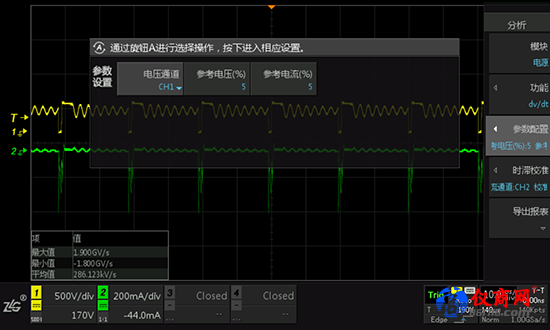 通过旋钮A进行选择操作，按下进入相应设置。
参数设置
电压通道
CH1
参考电压(%)
5
参考电流(%)
5
分析
模块
电源
功能
dv/dt
参数配置
考电压(%):5 参考
时滞校准
流通道:CH2 校准
导出报表
T
1
2
项 值
最大值 1.900GV/s
最小值 -1.800GV/s
平均值 286.123kV/s
ZLG
1 500V/div
170V
2 200mA/div
1:1 -44.0mA
3 Closed
4 Closed
Trig
Auto
T 190V
Edge
140µs
Norm
1.00GSa/s
Y-T
仪商网